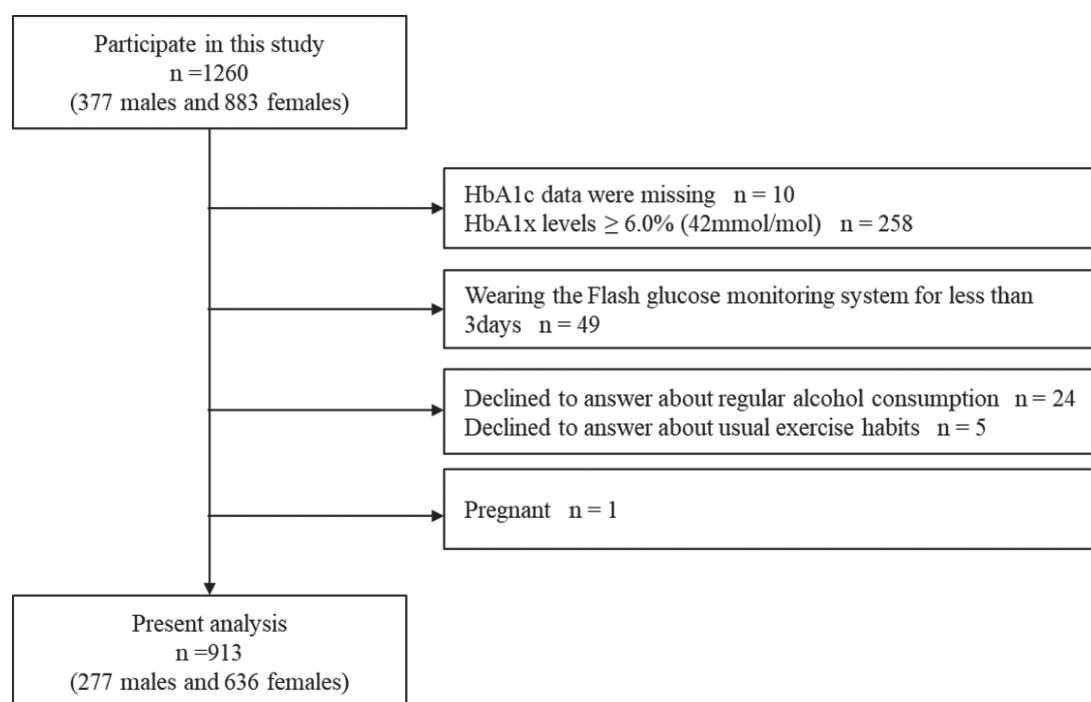 Participate in this study
n =1260
(377 males and 883 females)
HbA1c data were missing n = 10
HbA1x levels ≥ 6.0% (42mmol/mol) n = 258
Wearing the Flash glucose monitoring system for less than
3days n = 49
Declined to answer about regular alcohol consumption n = 24
Declined to answer about usual exercise habits n = 5
Pregnant n = 1
Present analysis
n =913
(277 males and 636 females)